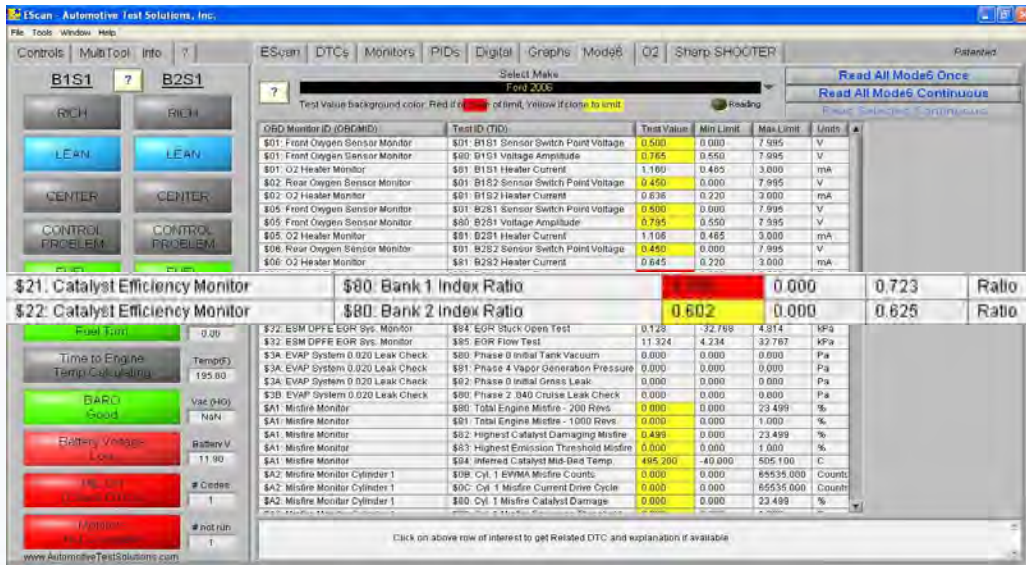 EScan - Automotive Test Solutions, Inc.
File Tools Window Help
Controls MultiTool Info ?
EScan DTCs Monitors PIDs Digital Graphs Mode6 O2 Sharp SHOOTER
Patented
B1S1 ? B2S1
RICH RICH
LEAN LEAN
CENTER CENTER
CONTROL PROBLEM CONTROL PROBLEM
FUEL FUEL
Fuel Turn 0.00
Time to Engine Temp Calculating Temp(F) 195.80
BARO Good Vac (HG) NaN
Battery Voltage Low Battery V 11.90
# Codes 1
# not run 1
www.AutomotiveTestSolutions.com
?
Select Make
Ford 2006
Test Value background color: Red if out of limit, Yellow if close to limit
Reading
Read All Mode6 Once
Read All Mode6 Continuous
Read Selected Continuous
OBD Monitor ID (OBDMID) Test ID (TID) Test Value Min Limit Max Limit Units
$01: Front Oxygen Sensor Monitor $01: B1S1 Sensor Switch Point Voltage 0.500 0.000 7.995 V
$01: Front Oxygen Sensor Monitor $80: B1S1 Voltage Amplitude 0.765 0.550 7.995 V
$01: O2 Heater Monitor $81: B1S1 Heater Current 1.160 0.465 3.000 mA
$02: Rear Oxygen Sensor Monitor $01: B1S2 Sensor Switch Point Voltage 0.450 0.000 7.995 V
$02: O2 Heater Monitor $81: B1S2 Heater Current 0.636 0.220 3.000 mA
$05: Front Oxygen Sensor Monitor $01: B2S1 Sensor Switch Point Voltage 0.500 0.000 7.995 V
$05: Front Oxygen Sensor Monitor $80: B2S1 Voltage Amplitude 0.795 0.550 7.995 V
$05: O2 Heater Monitor $81: B2S1 Heater Current 1.106 0.465 3.000 mA
$06: Rear Oxygen Sensor Monitor $01: B2S2 Sensor Switch Point Voltage 0.450 0.000 7.995 V
$06: O2 Heater Monitor $81: B2S2 Heater Current 0.645 0.220 3.000 mA
$21: Catalyst Efficiency Monitor $80: Bank 1 Index Ratio 0.000 0.723 Ratio
$22: Catalyst Efficiency Monitor $80: Bank 2 Index Ratio 0.602 0.000 0.625 Ratio
$32: ESM DPFE EGR Sys. Monitor $84: EGR Stuck Open Test 0.128 -32.768 4.814 kPa
$32: ESM DPFE EGR Sys. Monitor $85: EGR Flow Test 11.324 4.234 32.767 kPa
$3A: EVAP System 0.020 Leak Check $80: Phase 0 Initial Tank Vacuum 0.000 0.000 0.000 Pa
$3A: EVAP System 0.020 Leak Check $81: Phase 4 Vapor Generation Pressure 0.000 0.000 0.000 Pa
$3A: EVAP System 0.020 Leak Check $82: Phase 0 Initial Gross Leak 0.000 0.000 0.000 Pa
$3B: EVAP System 0.020 Leak Check $80: Phase 2 .040 Cruise Leak Check 0.000 0.000 0.000 Pa
$A1: Misfire Monitor $80: Total Engine Misfire - 200 Revs 0.000 0.000 23.499 %
$A1: Misfire Monitor $81: Total Engine Misfire - 1000 Revs 0.000 0.000 1.000 %
$A1: Misfire Monitor $82: Highest Catalyst Damaging Misfire 0.499 0.000 23.499 %
$A1: Misfire Monitor $83: Highest Emission Threshold Misfire 0.000 0.000 1.000 %
$A1: Misfire Monitor $84: Inferred Catalyst Mid-Bed Temp 495.200 -40.000 505.100 C
$A2: Misfire Monitor Cylinder 1 $0B: Cyl. 1 EWMA Misfire Counts 0.000 0.000 65535.000 Counts
$A2: Misfire Monitor Cylinder 1 $0C: Cyl. 1 Misfire Current Drive Cycle 0.000 0.000 65535.000 Counts
$A2: Misfire Monitor Cylinder 1 $80: Cyl. 1 Misfire Catalyst Damage 0.000 0.000 23.499 %
Click on above row of interest to get Related DTC and explanation if available